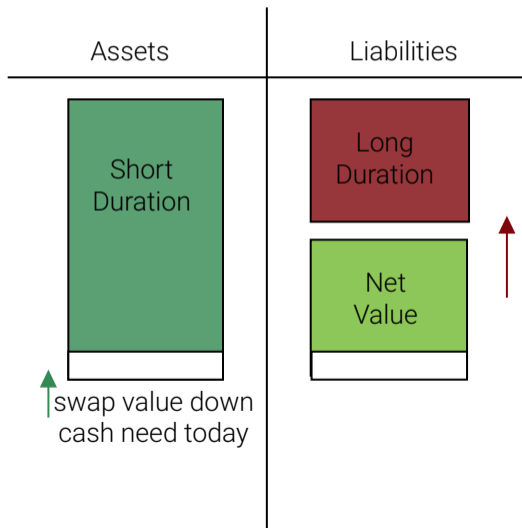 Assets
Liabilities
Short
Duration
Long
Duration
Net
Value
swap value down
cash need today